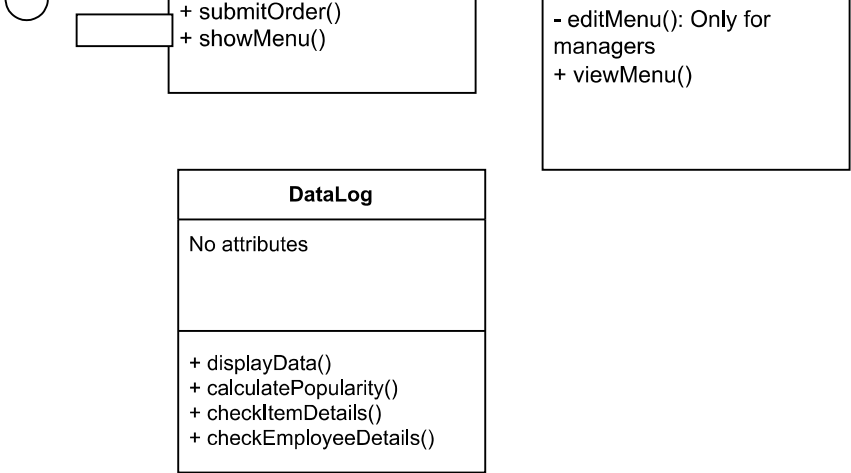 + submitOrder()
+ showMenu()
- editMenu(): Only for
managers
+ viewMenu()
DataLog
No attributes
+ displayData()
+ calculatePopularity()
+ checkItemDetails()
+ checkEmployeeDetails()